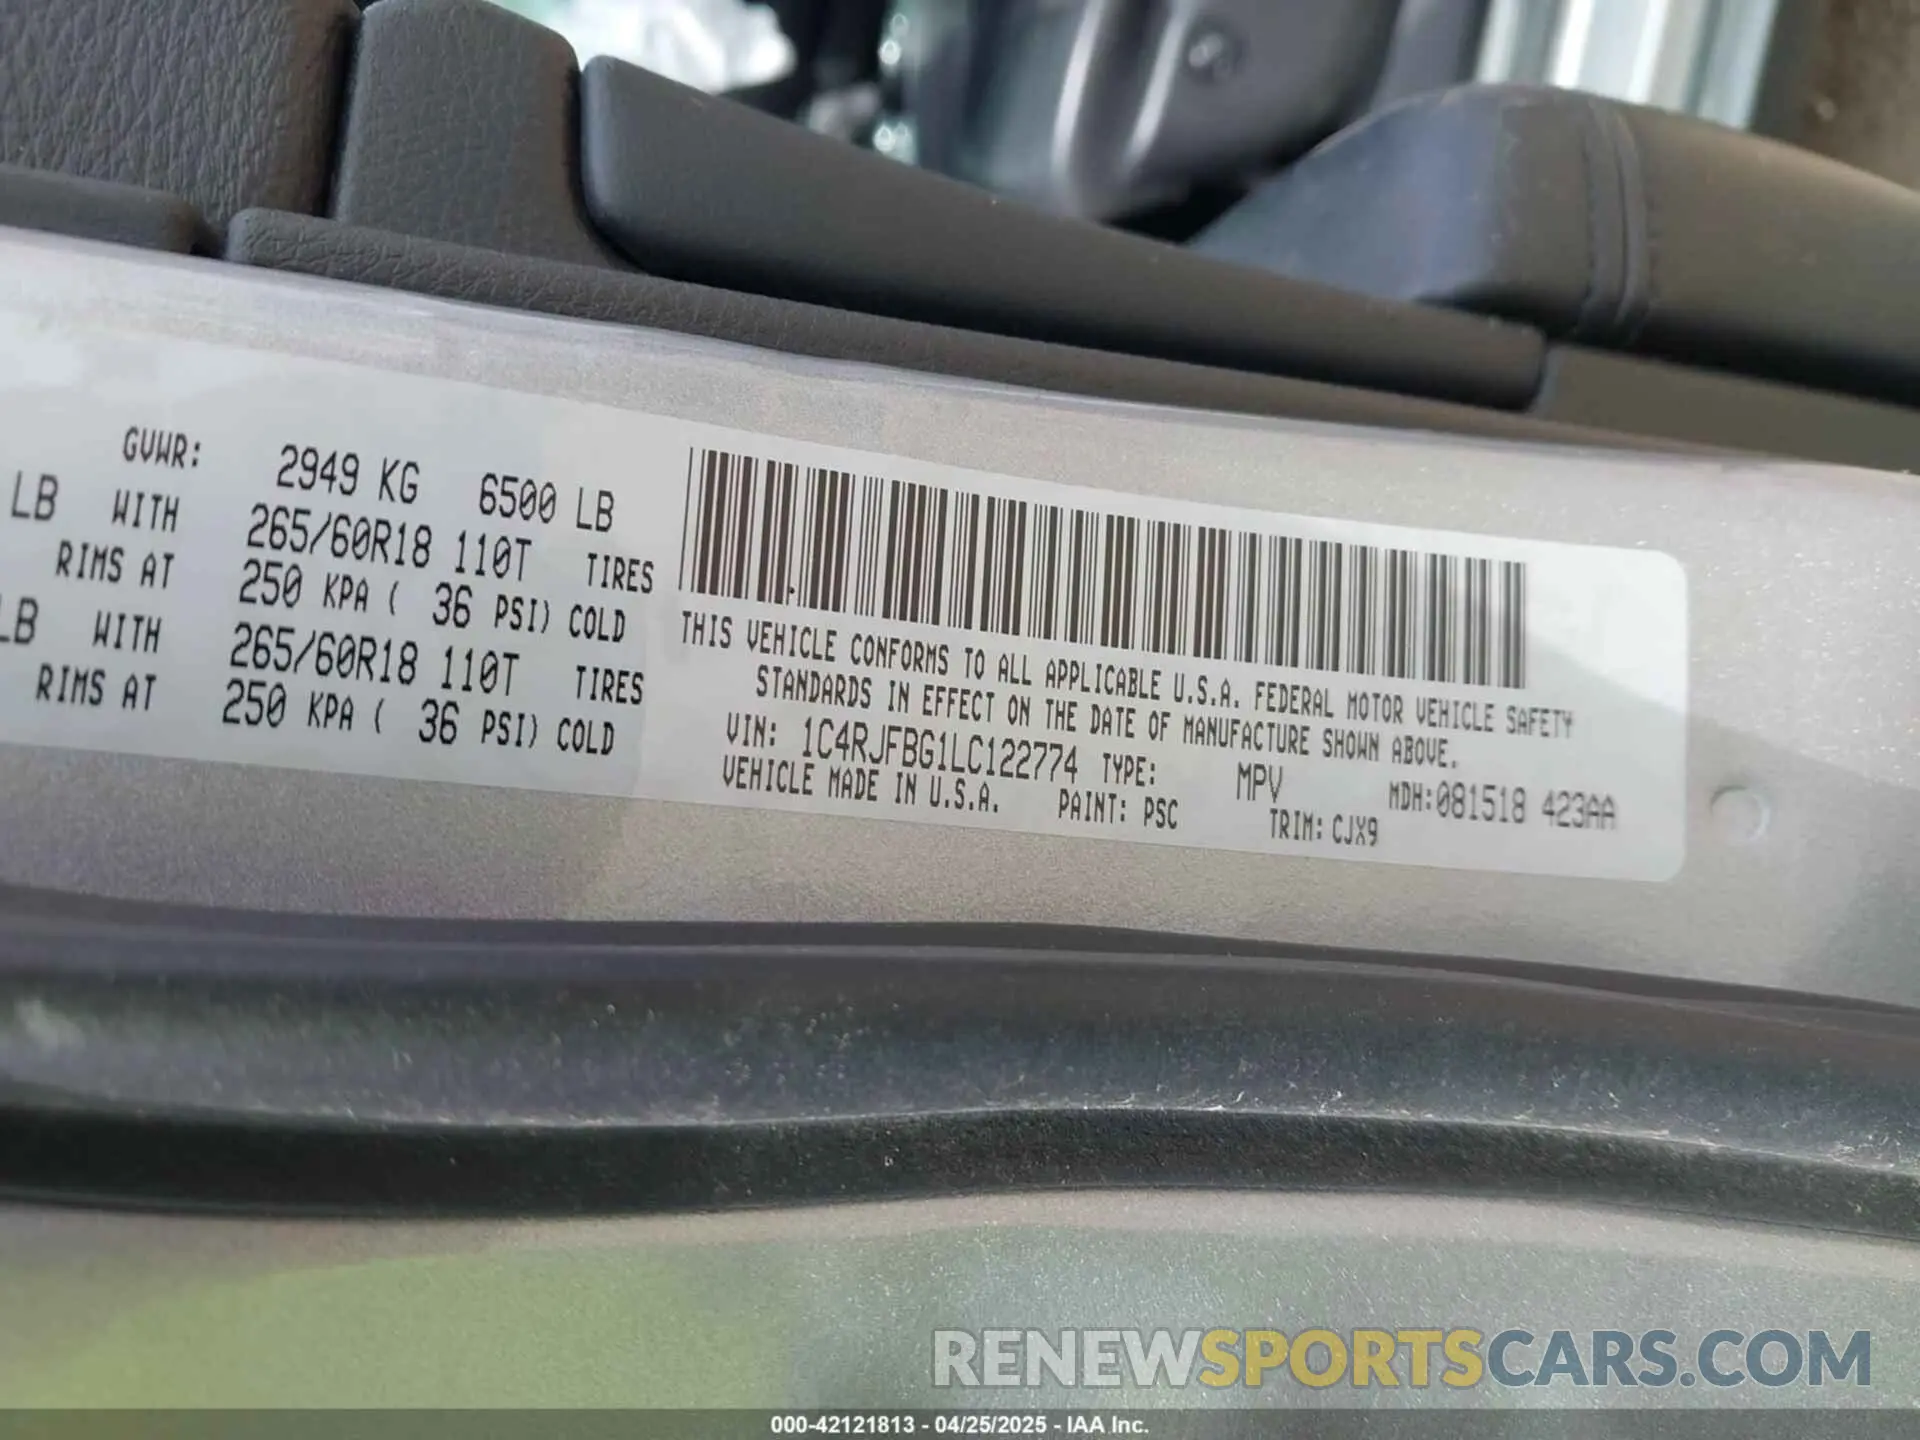 GVWR: 2949 KG 6500 LB
LB WITH 265/60R18 110T TIRES
RIMS AT 250 KPA ( 36 PSI) COLD
LB WITH 265/60R18 110T TIRES
RIMS AT 250 KPA ( 36 PSI) COLD
THIS VEHICLE CONFORMS TO ALL APPLICABLE U.S.A. FEDERAL MOTOR VEHICLE SAFETY
STANDARDS IN EFFECT ON THE DATE OF MANUFACTURE SHOWN ABOVE.
VIN: 1C4RJFBG1LC122774 TYPE: MPV MDH:081518 423AA
VEHICLE MADE IN U.S.A. PAINT: PSC TRIM: CJX9
RENEWSPORTSCARS.COM
000-42121813 - 04/25/2025 - IAA Inc.